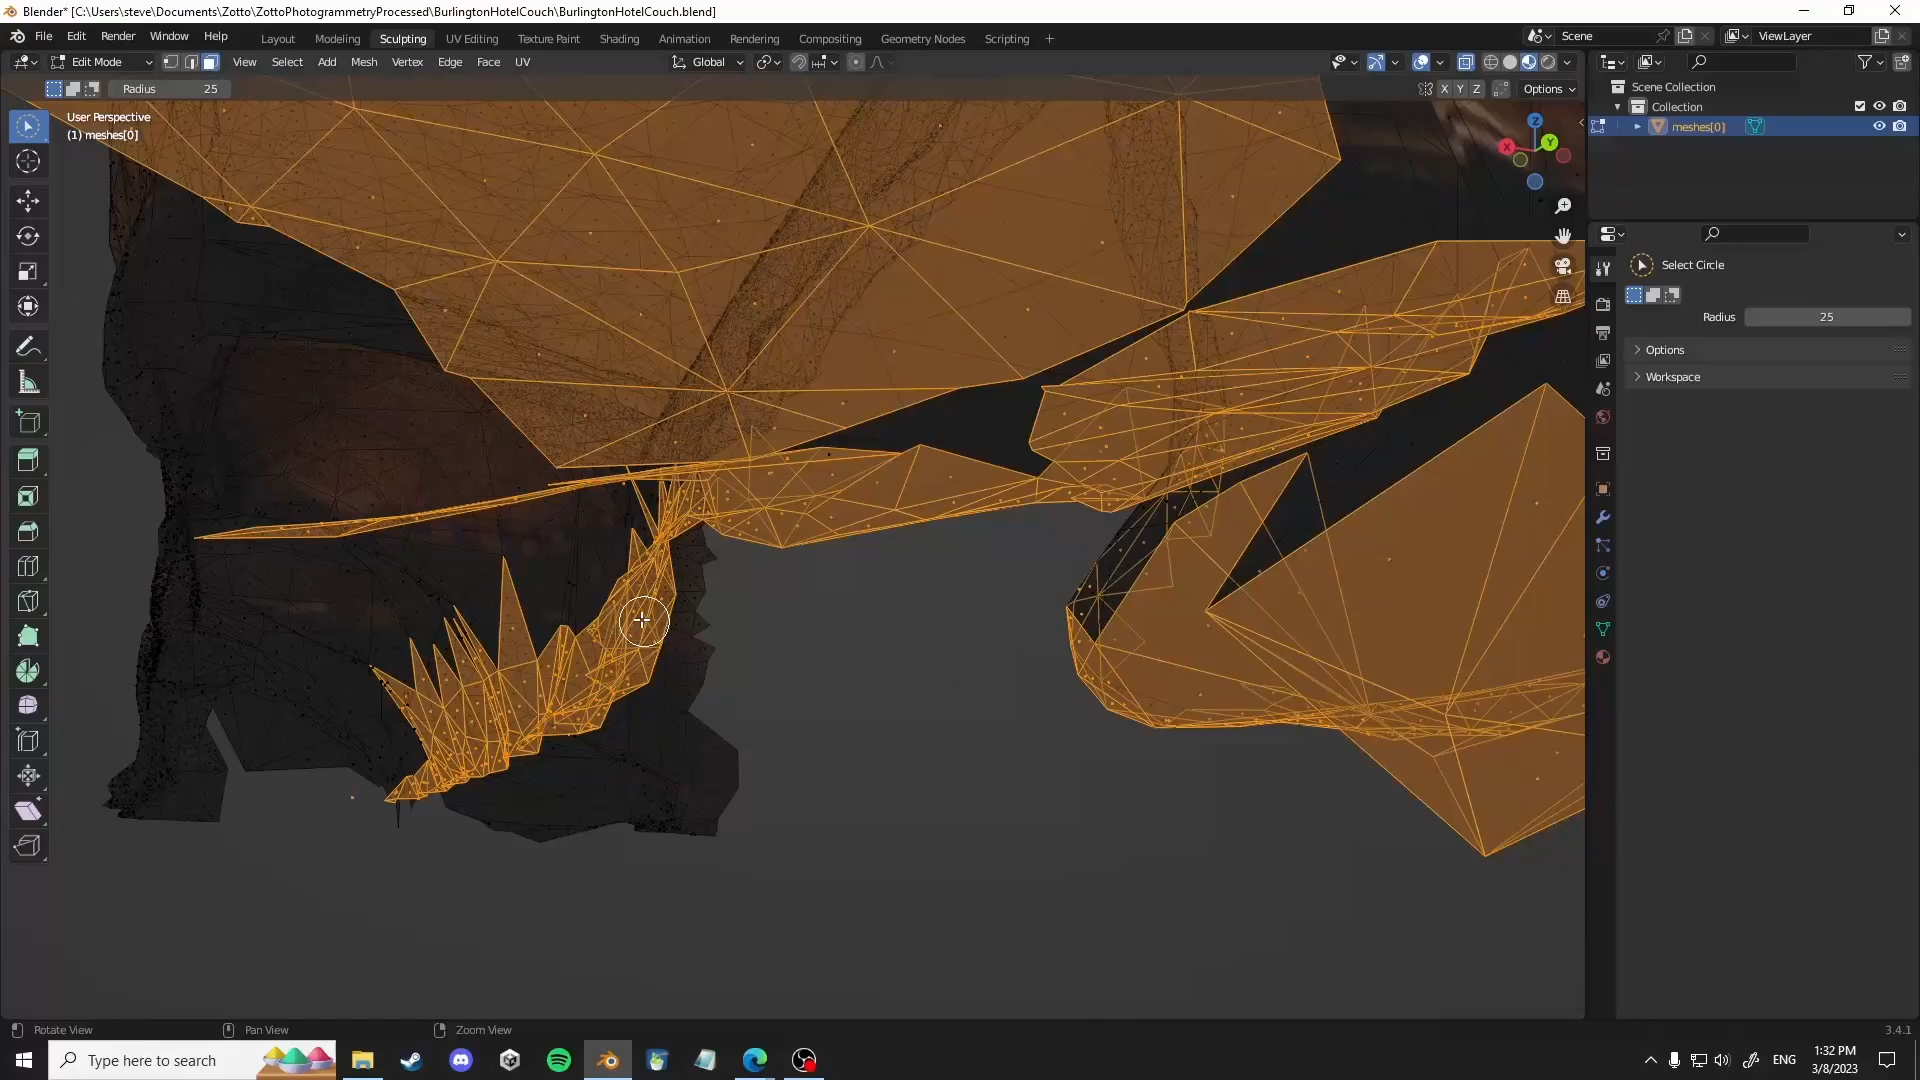 Blender* [C:\Users\steve\Documents\Zotto\ZottoPhotogrammetryProcessed\BurlingtonHotelCouch\BurlingtonHotelCouch.blend]
File Edit Render Window Help
Layout Modeling Sculpting UV Editing Texture Paint Shading Animation Rendering Compositing Geometry Nodes Scripting +
Scene
ViewLayer
Edit Mode
View Select Add Mesh Vertex Edge Face UV
Global
Radius 25
X Y Z
Options
User Perspective
(1) meshes[0]
Z
Y
X
Scene Collection
Collection
meshes[0]
Select Circle
Radius 25
Options
Workspace
Rotate View
Pan View
Zoom View
3.4.1
Type here to search
ENG
1:32 PM
3/8/2023